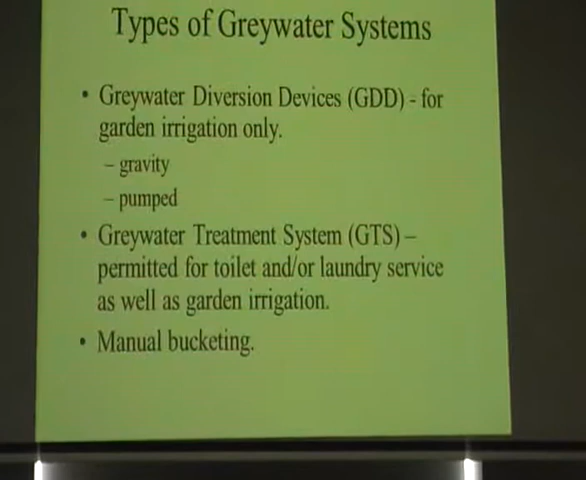 Types of Greywater Systems
• Greywater Diversion Devices (GDD) - for
garden irrigation only.
– gravity
– pumped
• Greywater Treatment System (GTS) –
permitted for toilet and/or laundry service
as well as garden irrigation.
• Manual bucketing.